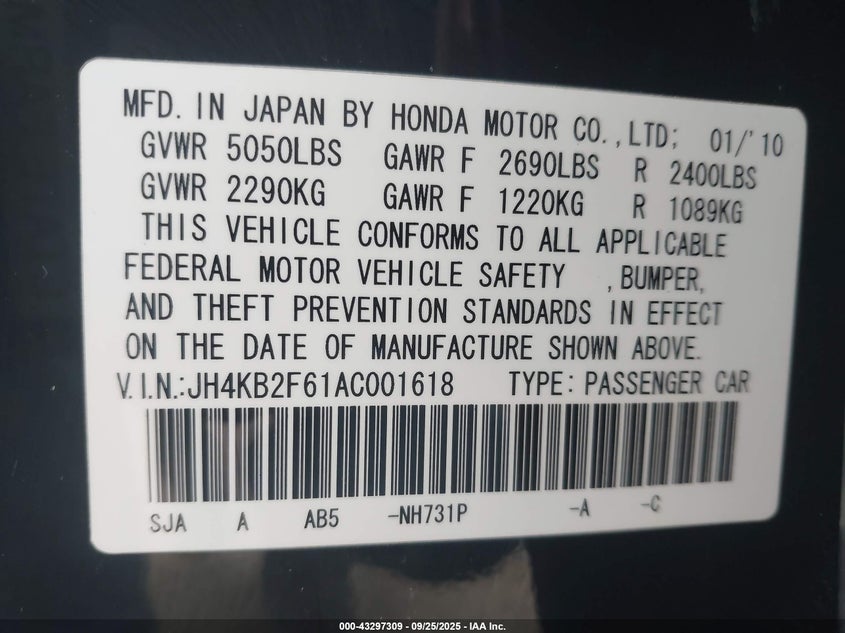 MFD. IN JAPAN BY HONDA MOTOR CO., LTD; 01/'10
GVWR 5050LBS GAWR F 2690LBS R 2400LBS
GVWR 2290KG GAWR F 1220KG R 1089KG
THIS VEHICLE CONFORMS TO ALL APPLICABLE
FEDERAL MOTOR VEHICLE SAFETY , BUMPER,
AND THEFT PREVENTION STANDARDS IN EFFECT
ON THE DATE OF MANUFACTURE SHOWN ABOVE.
V.I.N.:JH4KB2F61AC001618 TYPE: PASSENGER CAR
SJA A AB5 -NH731P -A -C
000-43297309 - 09/25/2025 - IAA Inc.